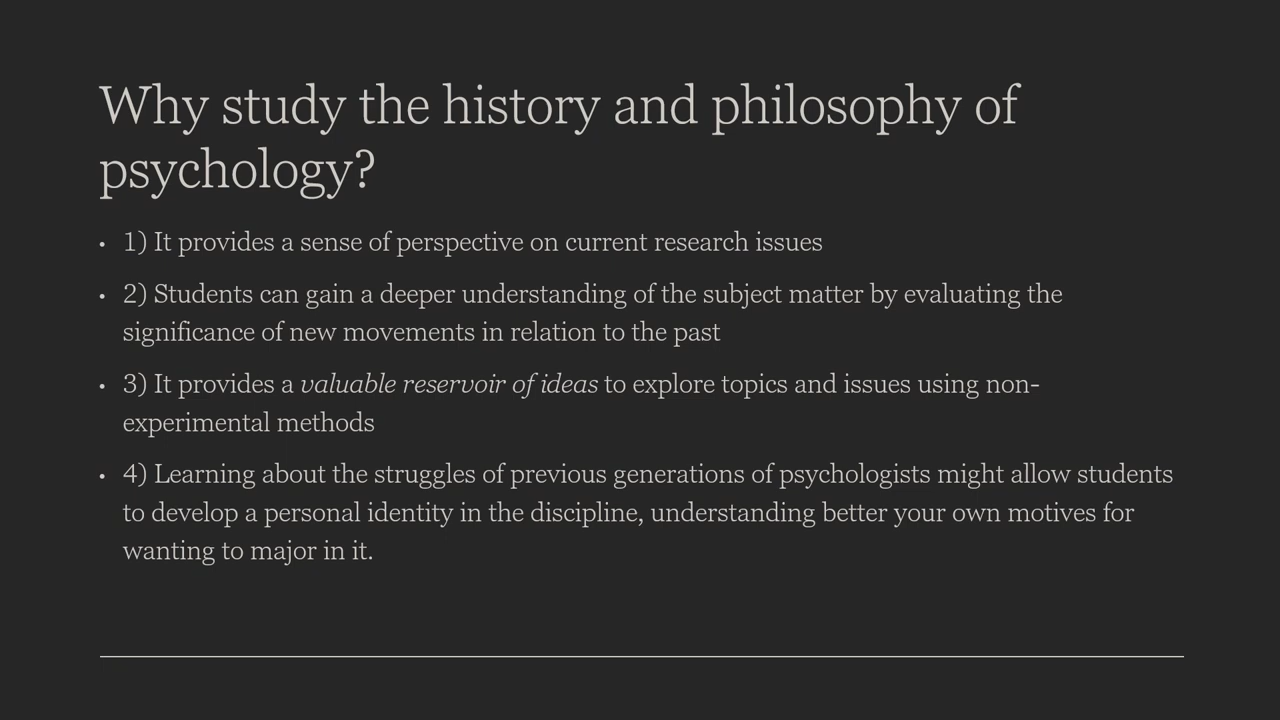 Why study the history and philosophy of
psychology?
• 1) It provides a sense of perspective on current research issues
• 2) Students can gain a deeper understanding of the subject matter by evaluating the
significance of new movements in relation to the past
• 3) It provides a valuable reservoir of ideas to explore topics and issues using non-
experimental methods
• 4) Learning about the struggles of previous generations of psychologists might allow students
to develop a personal identity in the discipline, understanding better your own motives for
wanting to major in it.